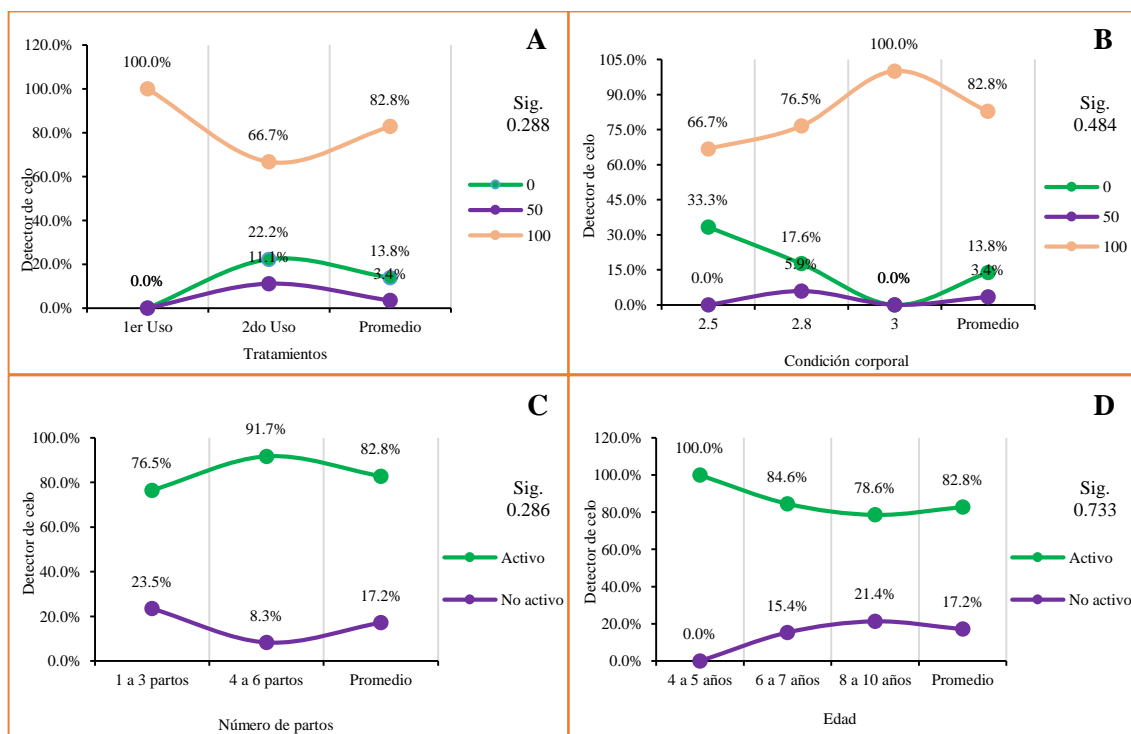 A
120.0%
100.0%
80.0%
60.0%
40.0%
20.0%
0.0%
Detector de celo
100.0%
66.7%
82.8%
22.2%
11.1%
13.8%
3.4%
0.0%
0.0%
1er Uso
2do Uso
Promedio
Tratamientos
Sig.
0.288
0
50
100
B
105.0%
90.0%
75.0%
60.0%
45.0%
30.0%
15.0%
0.0%
Detector de celo
66.7%
76.5%
100.0%
82.8%
33.3%
17.6%
5.9%
0.0%
0.0%
0.0%
13.8%
3.4%
2.5
2.8
3
Promedio
Condición corporal
Sig.
0.484
0
50
100
C
100.0%
80.0%
60.0%
40.0%
20.0%
0.0%
Detector de celo
76.5%
91.7%
82.8%
23.5%
8.3%
17.2%
1 a 3 partos
4 a 6 partos
Promedio
Número de partos
Sig.
0.286
Activo
No activo
D
120.0%
100.0%
80.0%
60.0%
40.0%
20.0%
0.0%
Detector de celo
100.0%
84.6%
78.6%
82.8%
0.0%
15.4%
21.4%
17.2%
4 a 5 años
6 a 7 años
8 a 10 años
Promedio
Edad
Sig.
0.733
Activo
No activo